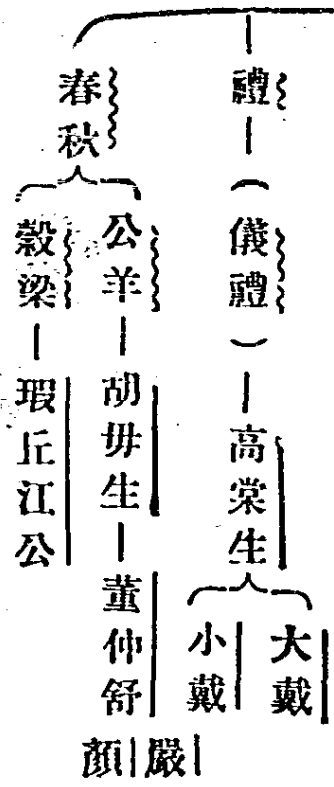 禮—(儀禮)—高棠生
大戴
小戴
春秋
公羊—胡毋生—董仲舒
嚴
顏
穀梁—瑕丘江公